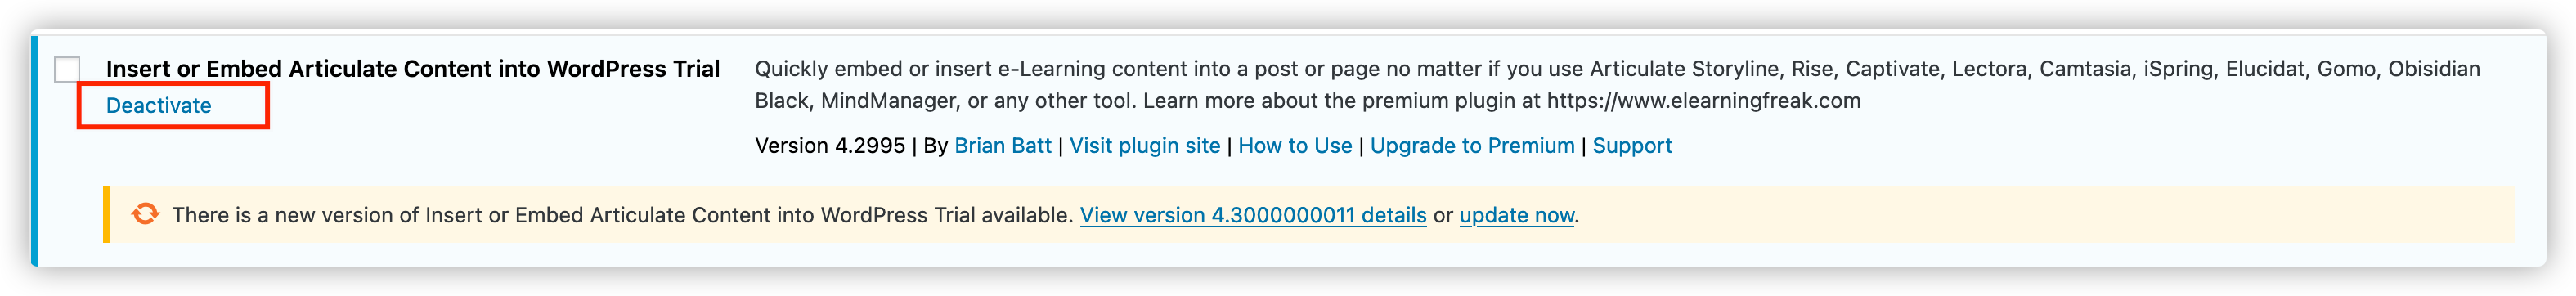 Insert or Embed Articulate Content into WordPress Trial
Deactivate
Quickly embed or insert e-Learning content into a post or page no matter if you use Articulate Storyline, Rise, Captivate, Lectora, Camtasia, iSpring, Elucidat, Gomo, Obisidian
Black, MindManager, or any other tool. Learn more about the premium plugin at https://www.elearningfreak.com
Version 4.2995 | By Brian Batt | Visit plugin site | How to Use | Upgrade to Premium | Support
There is a new version of Insert or Embed Articulate Content into WordPress Trial available. View version 4.3000000011 details or update now.